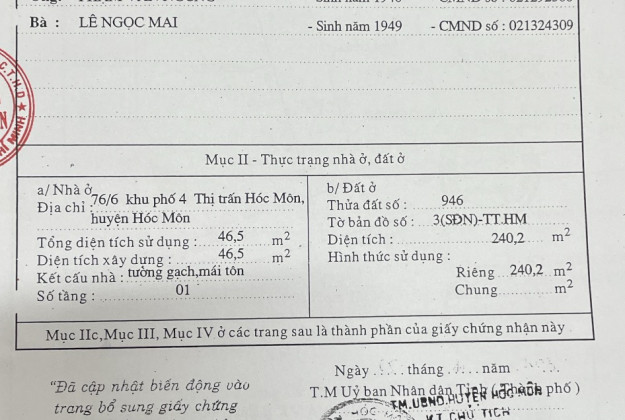 Bà : LÊ NGỌC MAI - Sinh năm 1949 - CMND số : 021324309
Mục II - Thực trạng nhà ở, đất ở
a/ Nhà ở
Địa chỉ : 76/6 khu phố 4 Thị trấn Hóc Môn,
huyện Hóc Môn
Tổng diện tích sử dụng : 46,5 m²
Diện tích xây dựng : 46,5 m²
Kết cấu nhà : tường gạch,mái tôn
Số tầng : 01
b/ Đất ở
Thửa đất số : 946
Tờ bản đồ số : 3(SĐN)-TT.HM
Diện tích : 240,2 m²
Hình thức sử dụng :
Riêng 240,2 m²
Chung m²
Mục IIc,Mục III, Mục IV ở các trang sau là thành phần của giấy chứng nhận này
Ngày tháng năm
"Đã cập nhật biến động vào
trang bổ sung giấy chứng
T.M Uỷ ban Nhân dân Tỉnh ( Thành phố )
TM.UBND.HUYỆN HÓC MÔN
KT CHỦ TỊCH